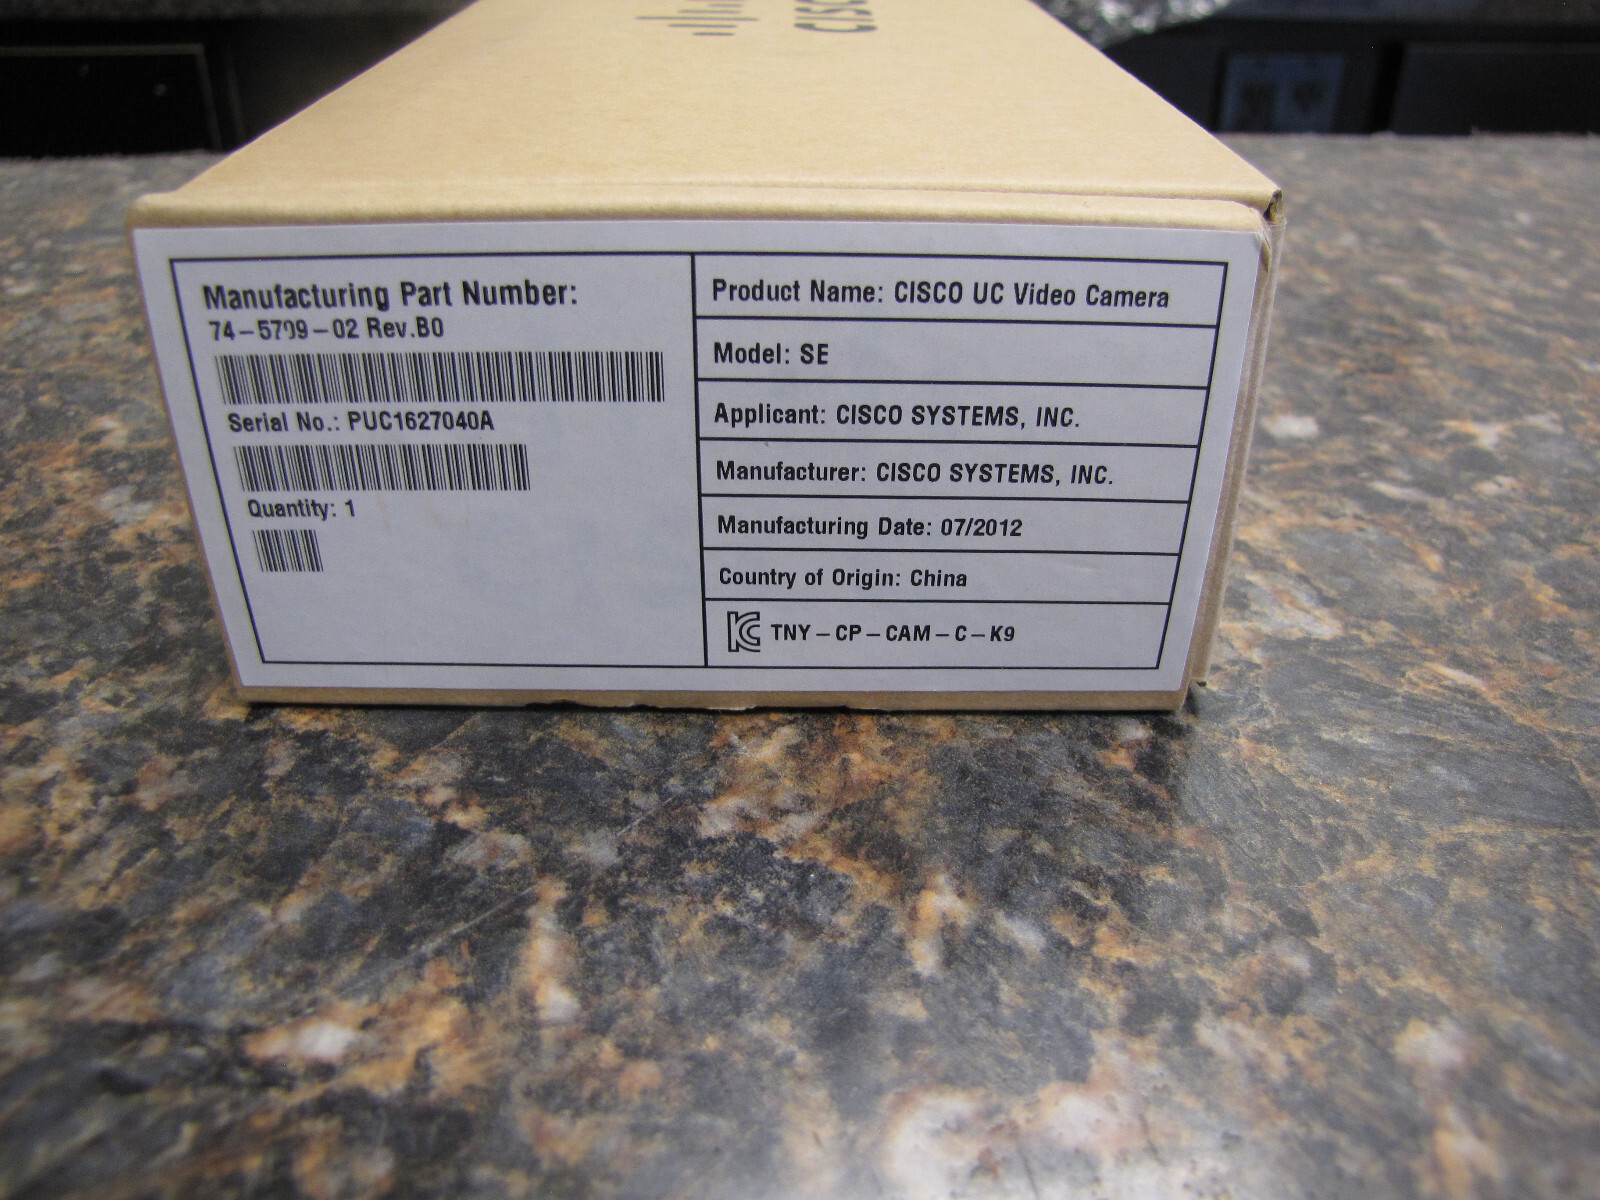 CISC
Manufacturing Part Number:
74-5709-02 Rev.B0
Serial No.: PUC1627040A
Quantity: 1
Product Name: CISCO UC Video Camera
Model: SE
Applicant: CISCO SYSTEMS, INC.
Manufacturer: CISCO SYSTEMS, INC.
Manufacturing Date: 07/2012
Country of Origin: China
KC TNY-CP-CAM-C-K9